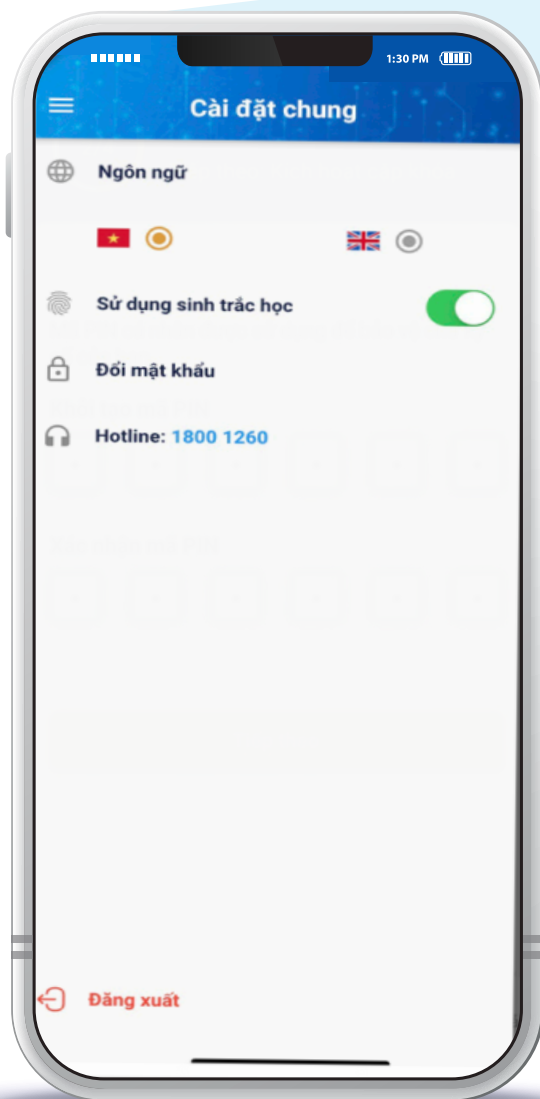 1:30 PM
Cài đặt chung
Ngôn ngữ
Sử dụng sinh trắc học
Đổi mật khẩu
Hotline: 1800 1260
Đăng xuất